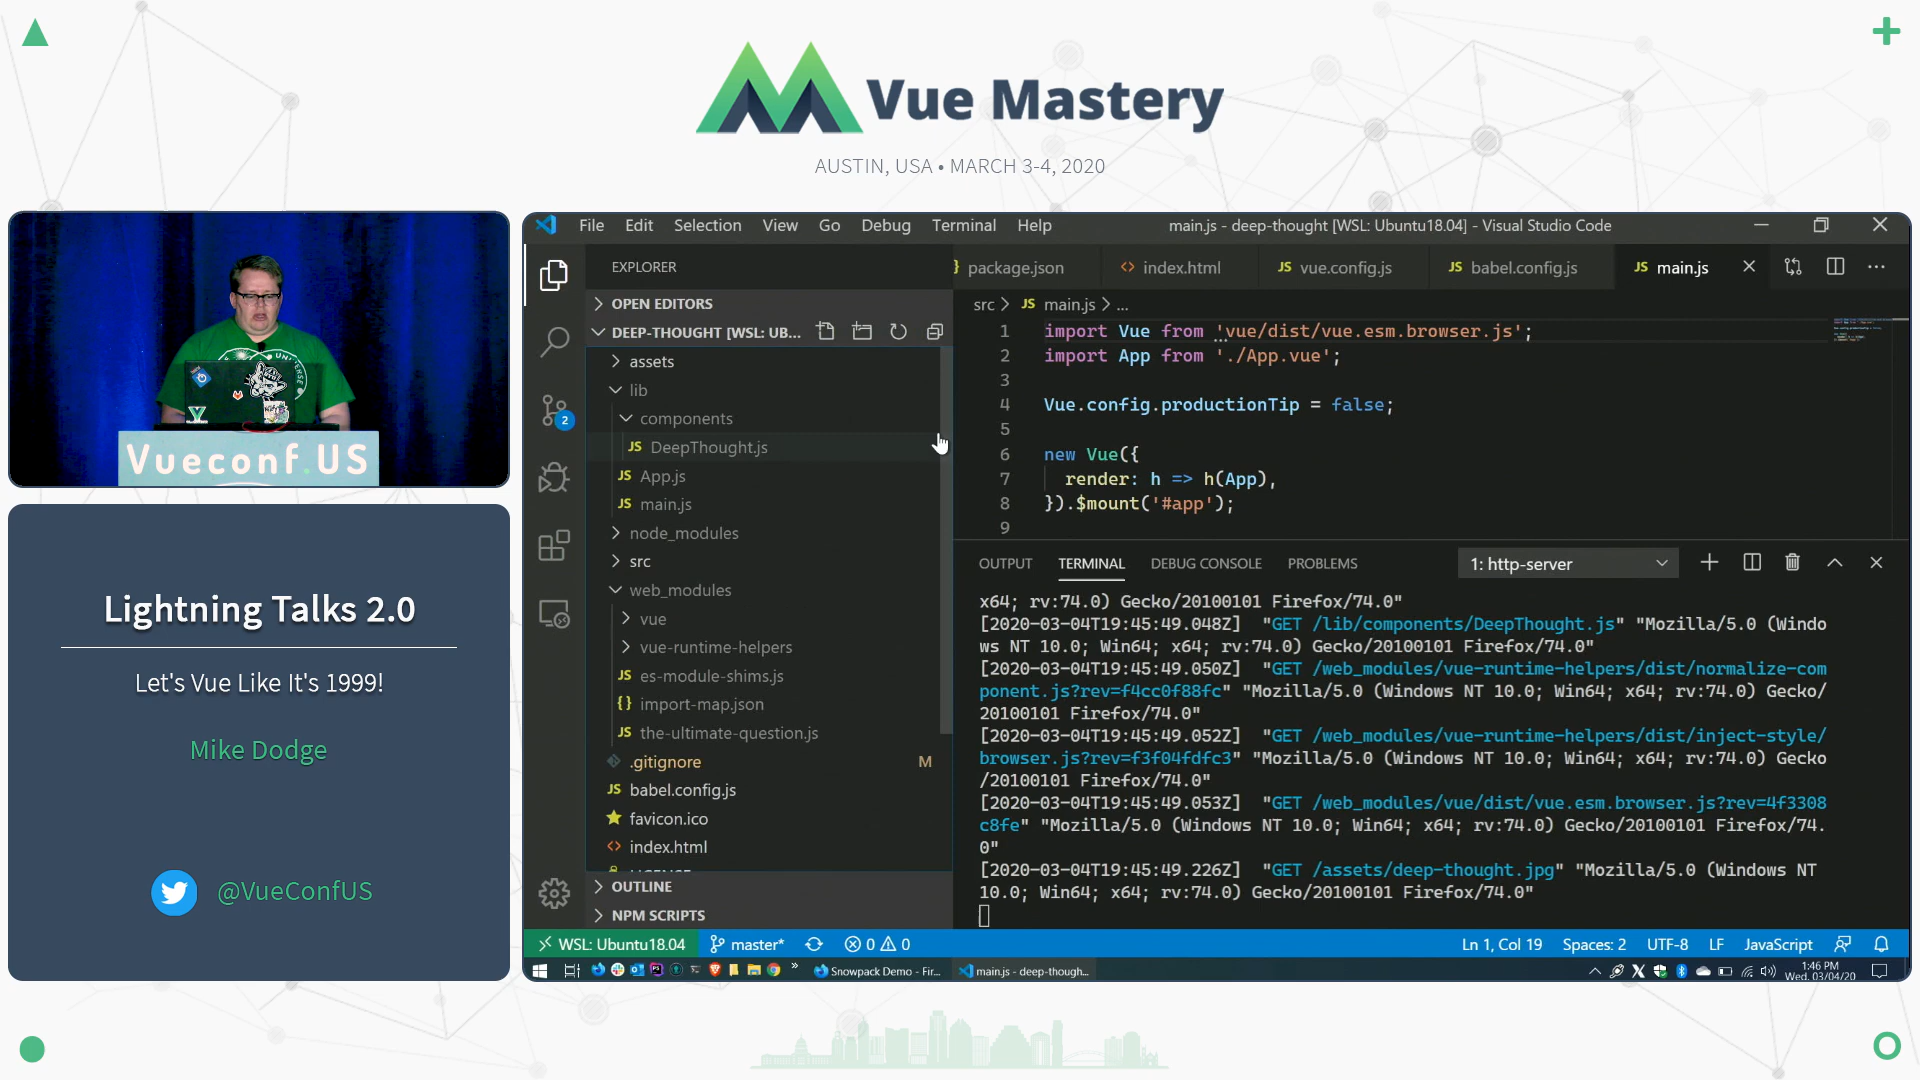 Vue Mastery
AUSTIN, USA • MARCH 3-4, 2020
Vueconf.US
Lightning Talks 2.0
Let's Vue Like It's 1999!
Mike Dodge
@VueConfUS
File Edit Selection View Go Debug Terminal Help
main.js - deep-thought [WSL: Ubuntu18.04] - Visual Studio Code
EXPLORER
OPEN EDITORS
DEEP-THOUGHT [WSL: UB...
assets
lib
components
JS DeepThought.js
JS App.js
JS main.js
node_modules
src
web_modules
vue
vue-runtime-helpers
JS es-module-shims.js
{} import-map.json
JS the-ultimate-question.js
.gitignore M
JS babel.config.js
favicon.ico
<> index.html
OUTLINE
NPM SCRIPTS
2
} package.json <> index.html JS vue.config.js JS babel.config.js JS main.js
src > JS main.js > ...
1 import Vue from 'vue/dist/vue.esm.browser.js';
2 import App from './App.vue';
3
4 Vue.config.productionTip = false;
5
6 new Vue({
7 render: h => h(App),
8 }).$mount('#app');
9
OUTPUT TERMINAL DEBUG CONSOLE PROBLEMS 1: http-server
x64; rv:74.0) Gecko/20100101 Firefox/74.0"
[2020-03-04T19:45:49.048Z] "GET /lib/components/DeepThought.js" "Mozilla/5.0 (Windo
ws NT 10.0; Win64; x64; rv:74.0) Gecko/20100101 Firefox/74.0"
[2020-03-04T19:45:49.050Z] "GET /web_modules/vue-runtime-helpers/dist/normalize-com
ponent.js?rev=f4cc0f88fc" "Mozilla/5.0 (Windows NT 10.0; Win64; x64; rv:74.0) Gecko/
20100101 Firefox/74.0"
[2020-03-04T19:45:49.052Z] "GET /web_modules/vue-runtime-helpers/dist/inject-style/
browser.js?rev=f3f04fdfc3" "Mozilla/5.0 (Windows NT 10.0; Win64; x64; rv:74.0) Gecko
/20100101 Firefox/74.0"
[2020-03-04T19:45:49.053Z] "GET /web_modules/vue/dist/vue.esm.browser.js?rev=4f3308
c8fe" "Mozilla/5.0 (Windows NT 10.0; Win64; x64; rv:74.0) Gecko/20100101 Firefox/74.
0"
[2020-03-04T19:45:49.226Z] "GET /assets/deep-thought.jpg" "Mozilla/5.0 (Windows NT
10.0; Win64; x64; rv:74.0) Gecko/20100101 Firefox/74.0"
WSL: Ubuntu18.04 master* 0 0 Ln 1, Col 19 Spaces: 2 UTF-8 LF JavaScript
Snowpack Demo - Fir... main.js - deep-though... 1:46 PM
Wed, 03/04/20